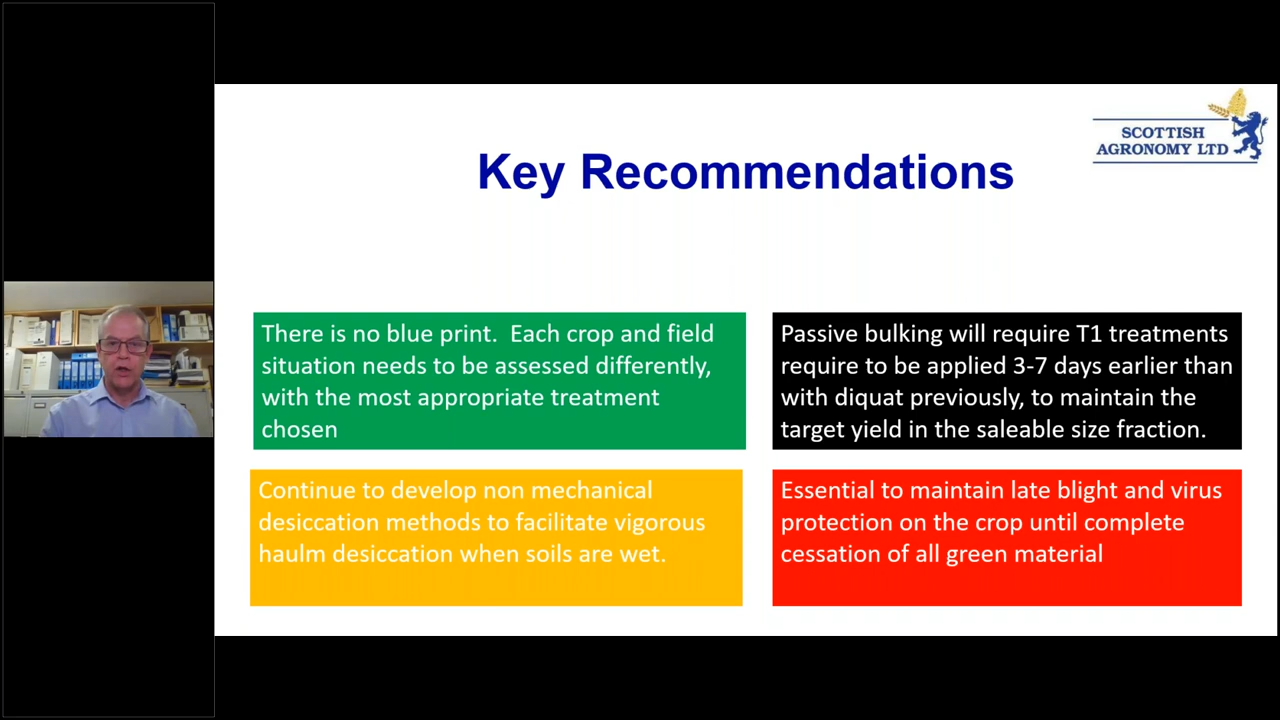 SCOTTISH
AGRONOMY LTD
Key Recommendations
There is no blue print.  Each crop and field
situation needs to be assessed differently,
with the most appropriate treatment
chosen
Passive bulking will require T1 treatments
require to be applied 3-7 days earlier than
with diquat previously, to maintain the
target yield in the saleable size fraction.
Continue to develop non mechanical
desiccation methods to facilitate vigorous
haulm desiccation when soils are wet.
Essential to maintain late blight and virus
protection on the crop until complete
cessation of all green material